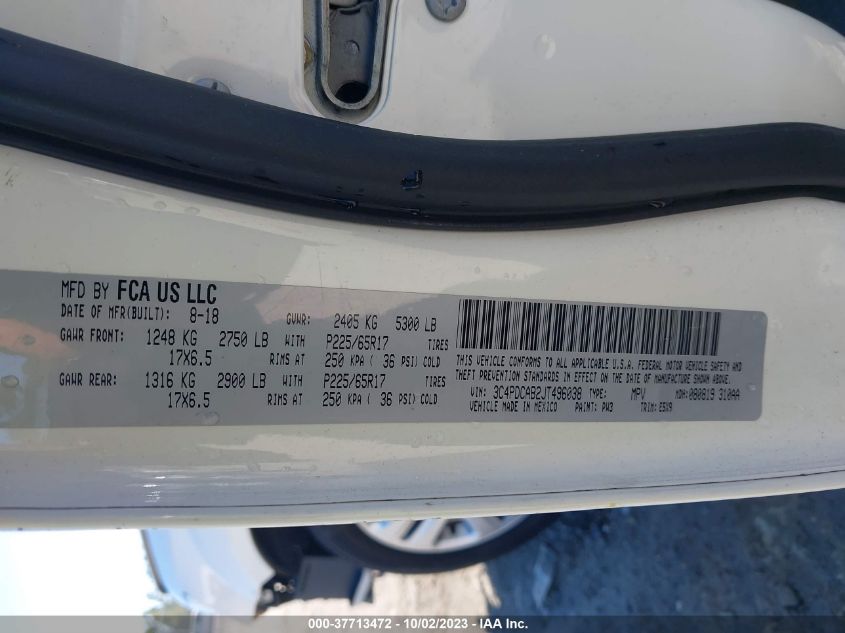 MFD BY FCA US LLC
DATE OF MFR(BUILT): 8-18 GVWR: 2405 KG 5300 LB
GAWR FRONT: 1248 KG 2750 LB WITH P225/65R17 TIRES
17X6.5 RIMS AT 250 KPA ( 36 PSI) COLD
GAWR REAR: 1316 KG 2900 LB WITH P225/65R17 TIRES
17X6.5 RIMS AT 250 KPA ( 36 PSI) COLD
THIS VEHICLE CONFORMS TO ALL APPLICABLE U.S.A. FEDERAL MOTOR VEHICLE SAFETY AND
THEFT PREVENTION STANDARDS IN EFFECT ON THE DATE OF MANUFACTURE SHOWN ABOVE.
VIN: 3C4PDCAB2JT496038 TYPE: MPV MDH: 080819 310AA
VEHICLE MADE IN MEXICO PAINT: PW3 TRIM: E5X9
000-37713472 - 10/02/2023 - IAA Inc.